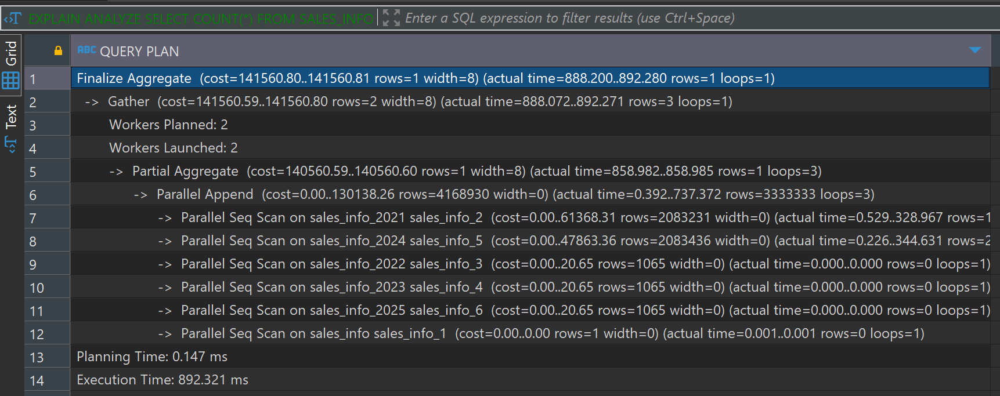 EXPLAIN ANALYZE SELECT COUNT(*) FROM SALES_INFO Enter a SQL expression to filter results (use Ctrl+Space)
Grid
Text
ABC QUERY PLAN
1 Finalize Aggregate (cost=141560.80..141560.81 rows=1 width=8) (actual time=888.200..892.280 rows=1 loops=1)
2 -> Gather (cost=141560.59..141560.80 rows=2 width=8) (actual time=888.072..892.271 rows=3 loops=1)
3 Workers Planned: 2
4 Workers Launched: 2
5 -> Partial Aggregate (cost=140560.59..140560.60 rows=1 width=8) (actual time=858.982..858.985 rows=1 loops=3)
6 -> Parallel Append (cost=0.00..130138.26 rows=4168930 width=0) (actual time=0.392..737.372 rows=3333333 loops=3)
7 -> Parallel Seq Scan on sales_info_2021 sales_info_2 (cost=0.00..61368.31 rows=2083231 width=0) (actual time=0.529..328.967 rows=1
8 -> Parallel Seq Scan on sales_info_2024 sales_info_5 (cost=0.00..47863.36 rows=2083436 width=0) (actual time=0.226..344.631 rows=2
9 -> Parallel Seq Scan on sales_info_2022 sales_info_3 (cost=0.00..20.65 rows=1065 width=0) (actual time=0.000..0.000 rows=0 loops=1)
10 -> Parallel Seq Scan on sales_info_2023 sales_info_4 (cost=0.00..20.65 rows=1065 width=0) (actual time=0.000..0.000 rows=0 loops=1)
11 -> Parallel Seq Scan on sales_info_2025 sales_info_6 (cost=0.00..20.65 rows=1065 width=0) (actual time=0.000..0.000 rows=0 loops=1)
12 -> Parallel Seq Scan on sales_info sales_info_1 (cost=0.00..0.00 rows=1 width=0) (actual time=0.001..0.001 rows=0 loops=1)
13 Planning Time: 0.147 ms
14 Execution Time: 892.321 ms